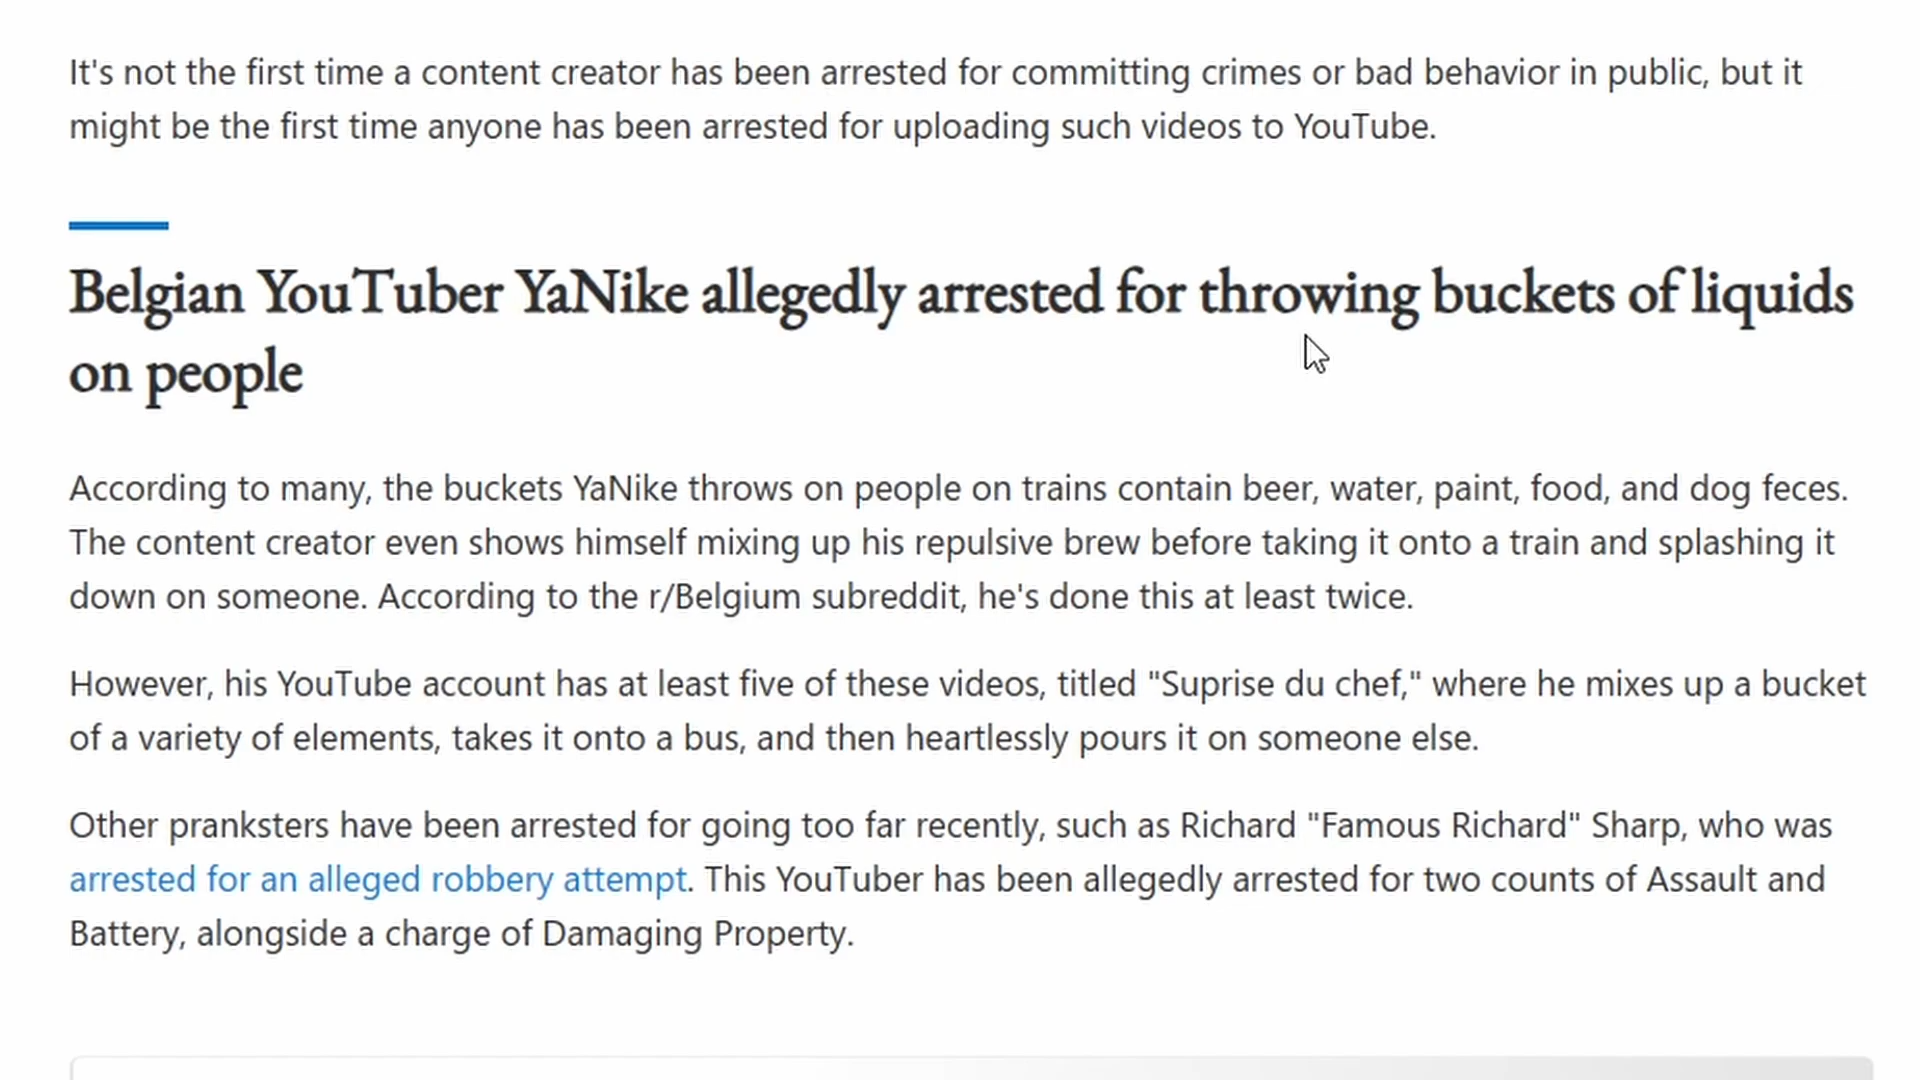 It's not the first time a content creator has been arrested for committing crimes or bad behavior in public, but it
might be the first time anyone has been arrested for uploading such videos to YouTube.
Belgian YouTuber YaNike allegedly arrested for throwing buckets of liquids
on people
According to many, the buckets YaNike throws on people on trains contain beer, water, paint, food, and dog feces.
The content creator even shows himself mixing up his repulsive brew before taking it onto a train and splashing it
down on someone. According to the r/Belgium subreddit, he's done this at least twice.
However, his YouTube account has at least five of these videos, titled "Suprise du chef," where he mixes up a bucket
of a variety of elements, takes it onto a bus, and then heartlessly pours it on someone else.
Other pranksters have been arrested for going too far recently, such as Richard "Famous Richard" Sharp, who was
arrested for an alleged robbery attempt. This YouTuber has been allegedly arrested for two counts of Assault and
Battery, alongside a charge of Damaging Property.